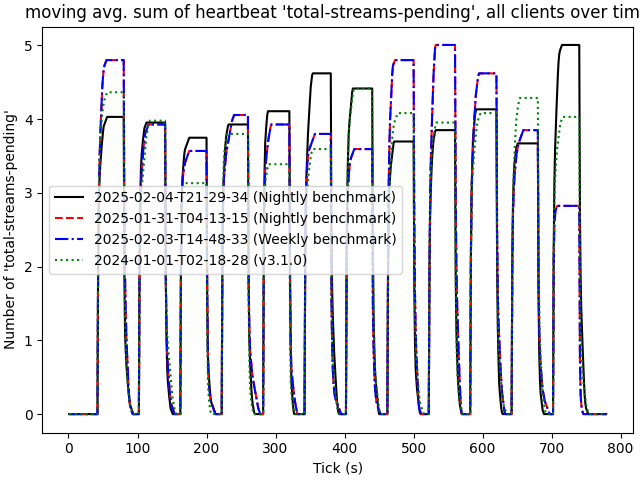 moving avg. sum of heartbeat 'total-streams-pending', all clients over tim
Number of 'total-streams-pending'
5
4
3
2
1
0
2025-02-04-T21-29-34 (Nightly benchmark)
2025-01-31-T04-13-15 (Nightly benchmark)
2025-02-03-T14-48-33 (Weekly benchmark)
2024-01-01-T02-18-28 (v3.1.0)
0 100 200 300 400 500 600 700 800
Tick (s)